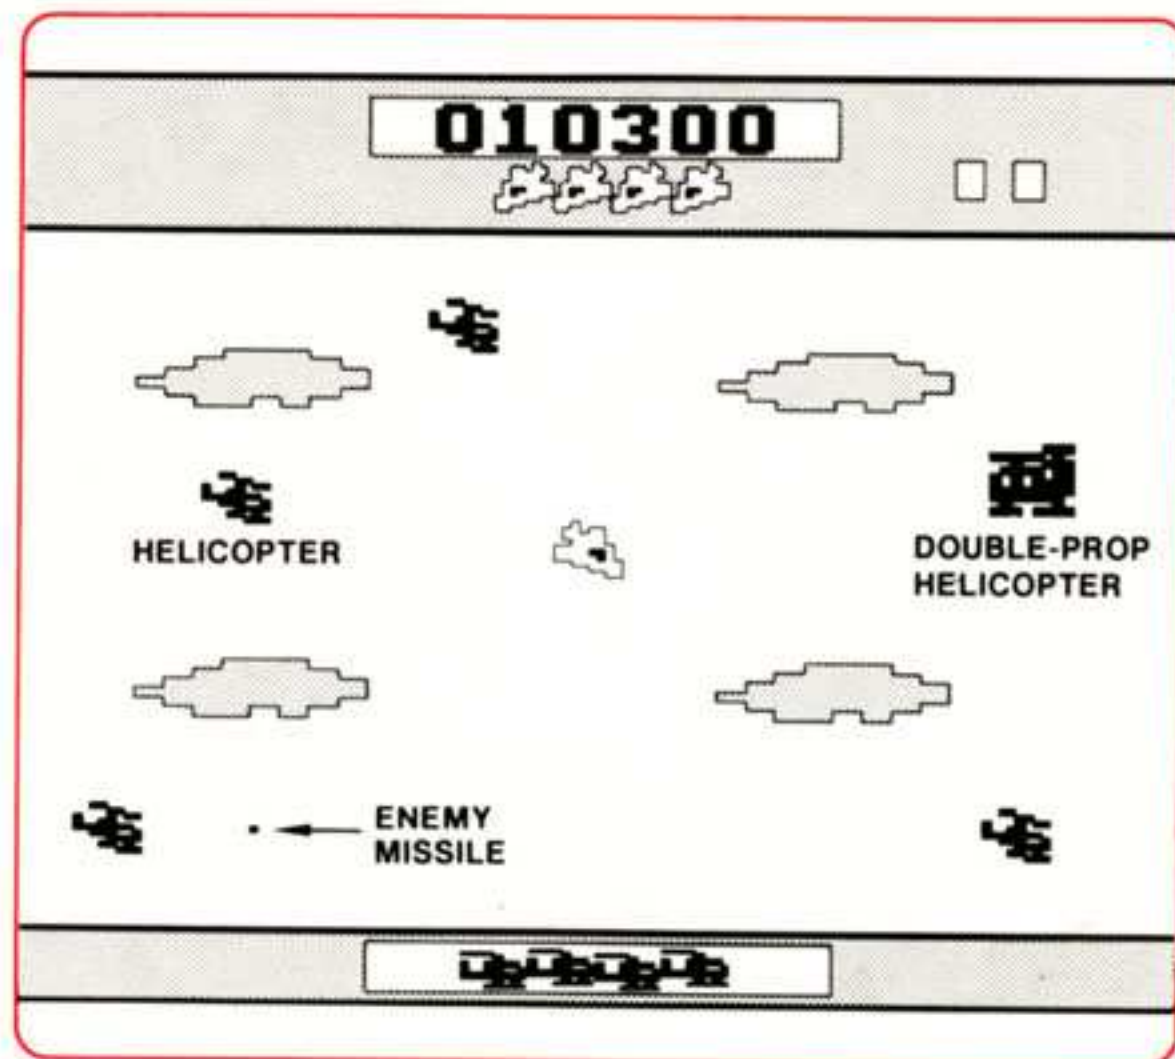 010300
HELICOPTER
DOUBLE-PROP
HELICOPTER
ENEMY
MISSILE